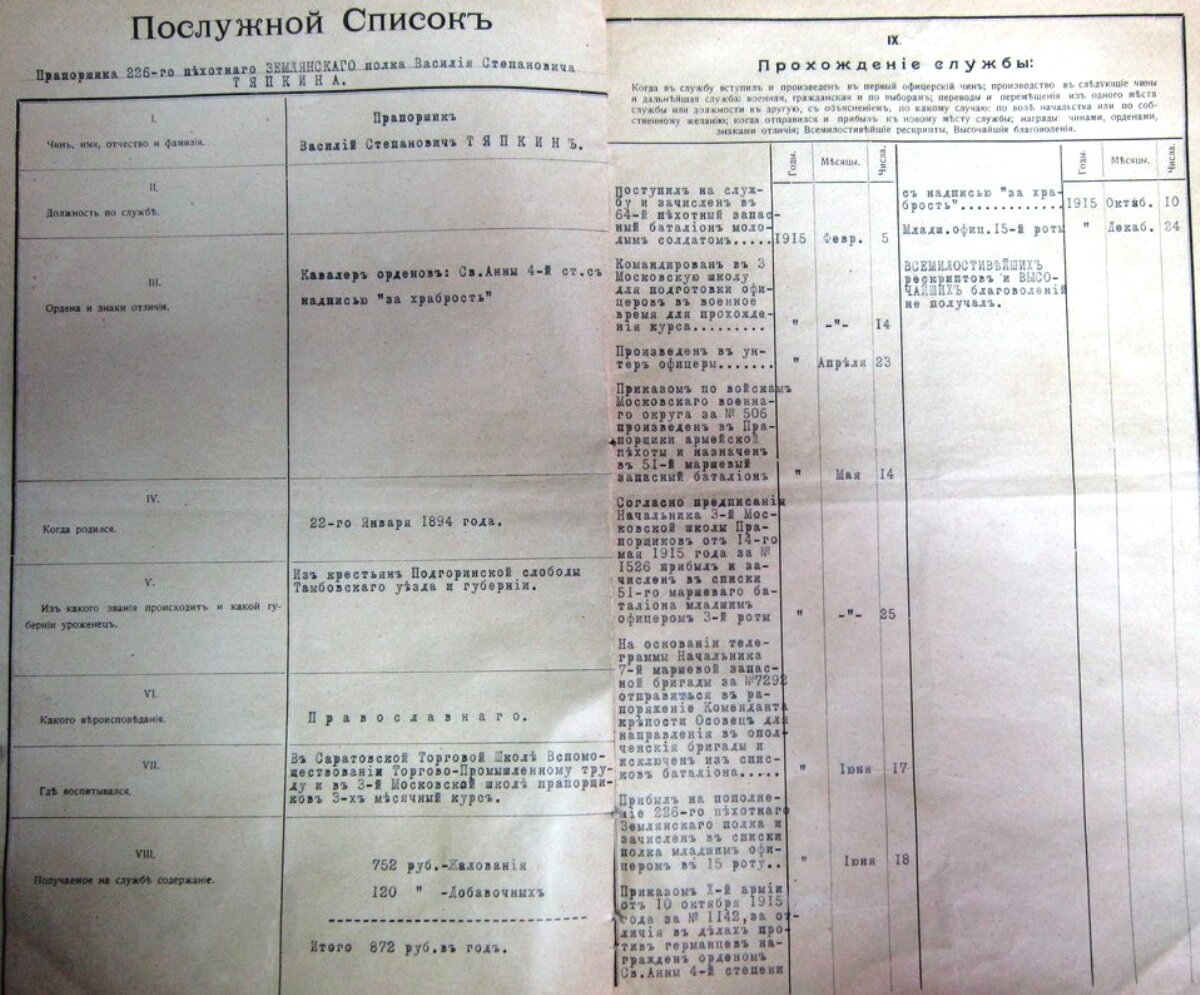 Послужной Списокъ
Прапорщика 226-го пѣхотнаго ЗЕМЛЯНСКАГО полка Василія Степановича
ТЯПКИНА.
I.
Чинъ, имя, отчество и фамилія.
Прапорщик
Василій Степановичъ ТЯПКИНЪ.
II.
Должность по службѣ.
III.
Ордена и знаки отличія.
Кавалеръ орденовъ: Св.Анны 4-й ст.съ
надписью "за храбрость"
IV.
Когда родился.
22-го Января 1894 года.
V.
Изъ какого званія происходитъ и какой гу-
берніи уроженецъ.
Изъ крестьянъ Подгоринской слободы
Тамбовскаго уѣзда и губерніи.
VI.
Какого вѣроисповѣданія.
Православнаго.
VII.
Гдѣ воспитывался.
Въ Саратовской Торговой Школѣ Вспомо-
ществованіи Торгово-Промышленному тру-
ду и въ 3-й Московской школѣ прапорщи-
ковъ 3-хъ мѣсячный курсъ.
VIII.
Получаемое на службѣ содержаніе.
752 руб.-Жалованія
120 " -Добавочныхъ
Итого 872 руб.въ годъ.
IX.
Прохожденіе службы:
Когда въ службу вступилъ и произведенъ въ первый офицерскій чинъ; производство въ слѣдующіе чины
и дальнѣйшая служба: военная, гражданская и по выборамъ; переводы и перемѣщенія изъ одного мѣста
службы или должности въ другую, съ объясненіемъ, по какому случаю: по волѣ начальства или по соб-
ственному желанію; когда отправился и прибылъ къ новому мѣсту службы; награды: чинами, орденами,
знаками отличія; Всемилостивѣйшіе рескрипты, Высочайшія благоволенія.
Годы. Мѣсяцы. Числа.
Поступилъ на служ-
бу и зачисленъ въ
64-й пѣхотный запас-
ный баталіонъ моло-
дымъ солдатомъ..... 1915 Февр. 5
Командированъ въ 3
Московскую школу
для подготовки офи-
церовъ въ военное
время для прохожде-
нія курса......... " -"- 14
Произведенъ въ ун-
теръ офицеры....... " Апрѣля 23
Приказомъ по войскамъ
Московскаго военна-
го округа за № 506
произведенъ въ Пра-
порщики армейской
пѣхоты и назначенъ
въ 51-й маршевый
запасный баталіонъ " Мая 14
Согласно предписанія
Начальника 3-й Мос-
ковской школы Пра-
порщиковъ отъ 14-го
мая 1915 года за №
1526 прибылъ и за-
численъ въ списки
51-го маршеваго ба-
таліона младшимъ
офицеромъ 3-й роты " -"- 25
На основаніи теле-
граммы Начальника
7-й маршевой запас-
ной бригады за №7292
отправиться въ ра-
поряженіе Коменданта
крѣпости Осовецъ для
направленія въ опол-
ченскія бригады и
исключенъ изъ спис-
ковъ баталіона..... " Іюня 17
Прибылъ на пополне-
ніе 226-го пѣхотнаго
Землянскаго полка и
зачисленъ въ списки
полка младшимъ офи-
церомъ въ 15 роту.. " Іюня 18
Приказомъ X-й арміи
отъ 10 октября 1915
года за № 1142,за от-
личія въ дѣлахъ про-
тивъ германцевъ на-
гражденъ орденомъ
Св.Анны 4-й степени
Годы. Мѣсяцы. Числа.
съ надписью "за хра-
брость"............. 1915 Октяб. 10
Младш.офиц.15-й роты " Декаб. 24
ВСЕМИЛОСТИВѢЙШИХЪ
рескриптовъ и ВЫСО-
ЧАЙШИХЪ благоволеній
не получалъ.